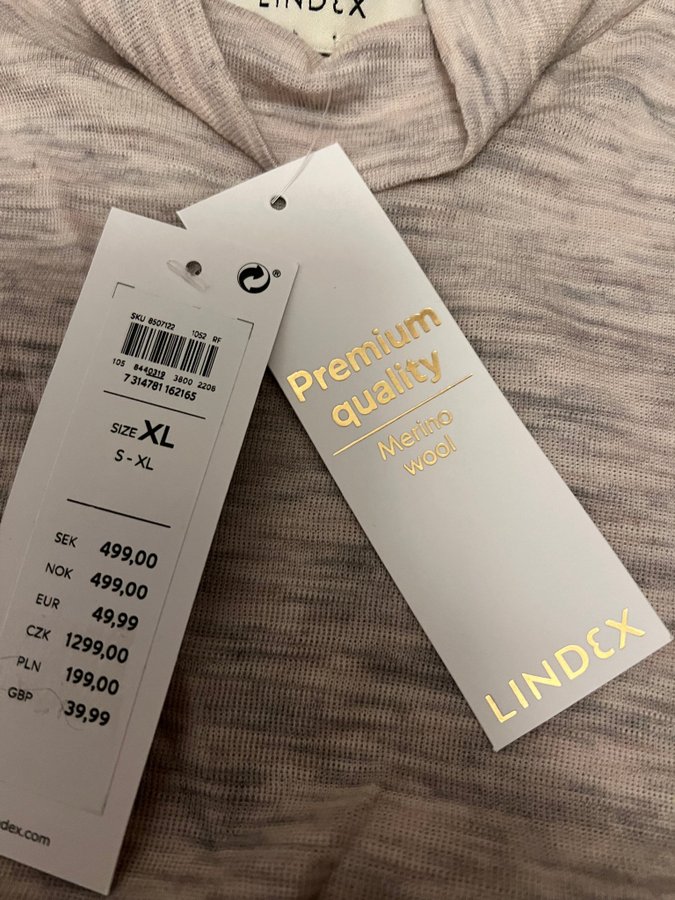 LINDEX
SKU 8507122 1052 RF
105 8440319 3800 2208
7 314781 162165
SIZE XL
S - XL
SEK 499,00
NOK 499,00
EUR 49,99
CZK 1299,00
PLN 199,00
GBP 39,99
dex.com
®
Premium
quality
Merino
wool
LINDEX